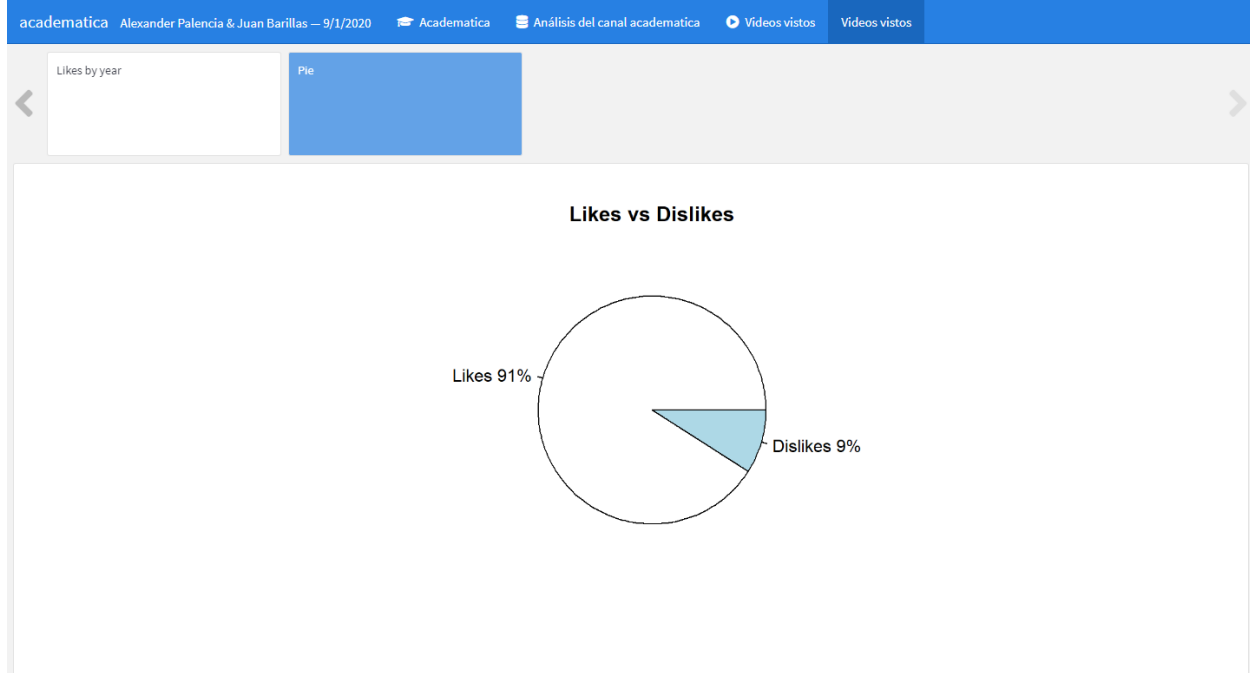 academatica Alexander Palencia & Juan Barillas — 9/1/2020 Academatica Análisis del canal academatica Videos vistos Videos vistos
Likes by year Pie
Likes vs Dislikes
Likes 91%
Dislikes 9%